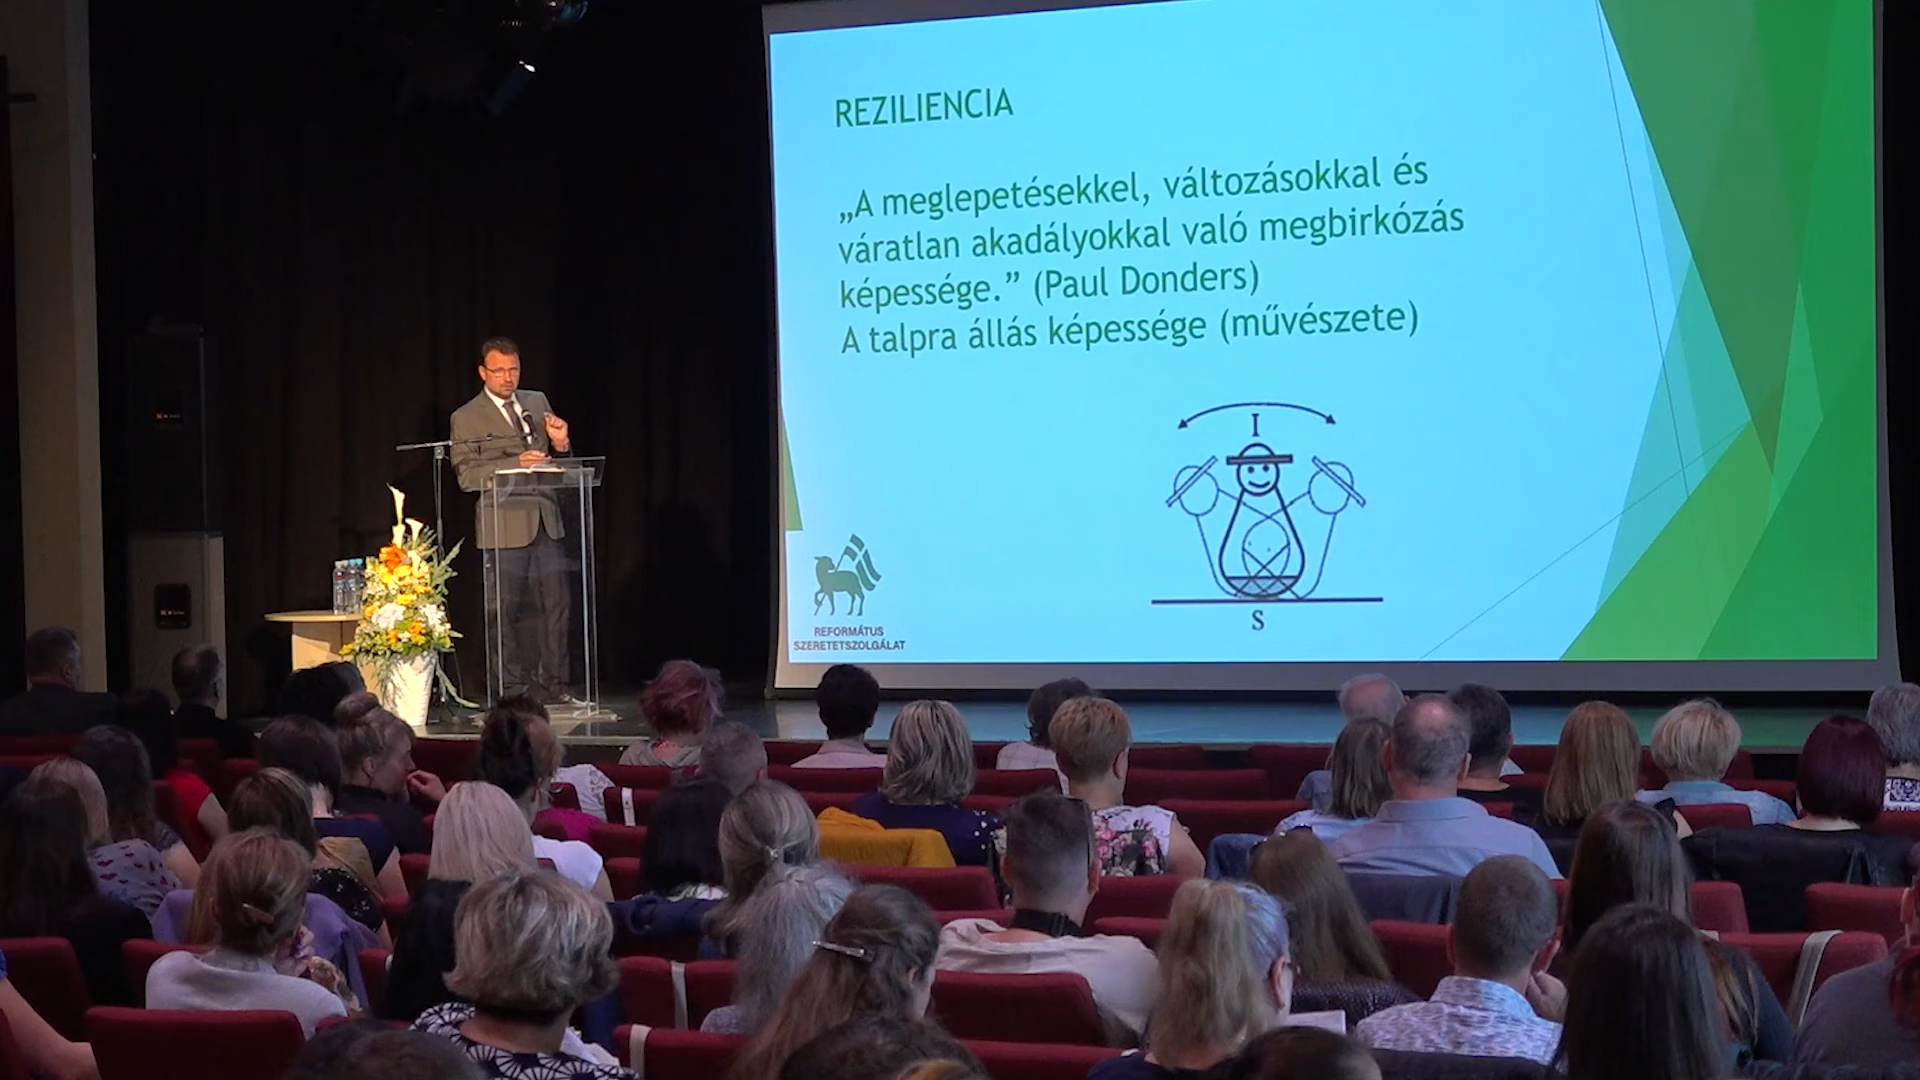 REZILIENCIA
„A meglepetésekkel, változásokkal és
váratlan akadályokkal való megbirkózás
képessége.” (Paul Donders)
A talpra állás képessége (művészete)
I
S
REFORMÁTUS
SZERETETSZOLGÁLAT